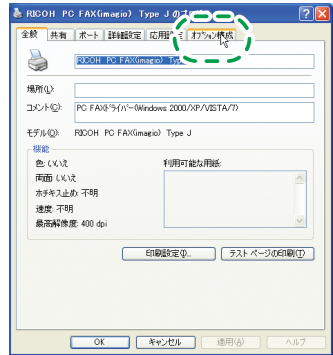 RICOH PC FAX(imagio) Type J のプロ
全般 共有 ポート 詳細設定 応用設定 オプション構成
RICOH PC FAX(imagio) Typ
場所(L):
コメント(C): PC FAXドライバー(Windows 2000/XP/VISTA/7)
モデル(O): RICOH PC FAX(imagio) Type J
機能
色: いいえ 利用可能な用紙:
両面: いいえ
ホチキス止め: 不明
速度: 不明
最高解像度: 400 dpi
印刷設定(I)... テスト ページの印刷(T)
OK キャンセル 適用(A) ヘルプ